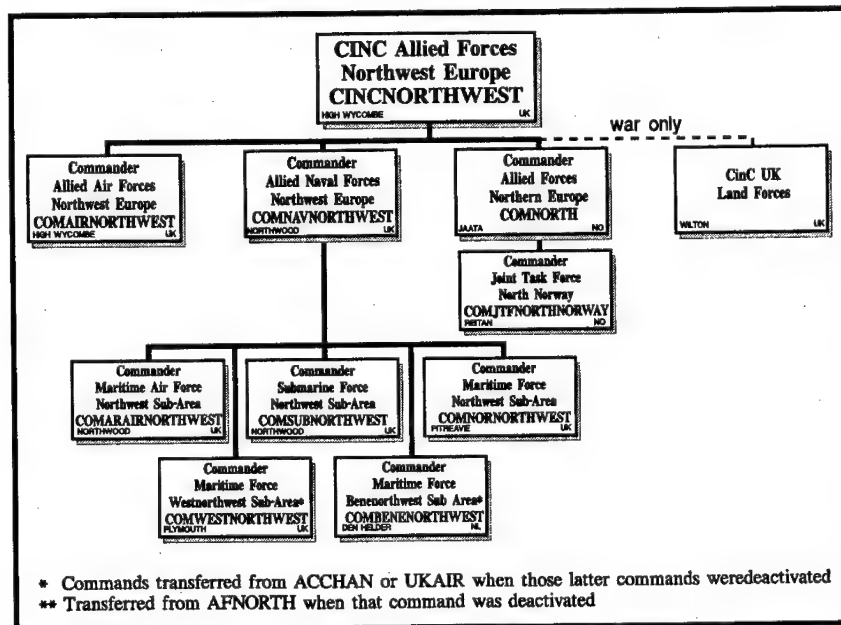 CINC Allied Forces
Northwest Europe
CINCNORTHWEST
HIGH WYCOMBE UK
war only
Commander
Allied Air Forces
Northwest Europe
COMAIRNORTHWEST
HIGH WYCOMBE UK
Commander
Allied Naval Forces
Northwest Europe
COMNAVNORTHWEST
NORTHWOOD UK
Commander
Allied Forces
Northern Europe
COMNORTH
JAATA NO
CinC UK
Land Forces
WILTON UK
Commander
Joint Task Force
North Norway
COMJTFNORTHNORWAY
REITAN NO
Commander
Maritime Air Force
Northwest Sub-Area
COMARAIRNORTHWEST
NORTHWOOD UK
Commander
Submarine Force
Northwest Sub-Area
COMSUBNORTHWEST
NORTHWOOD UK
Commander
Maritime Force
Northwest Sub-Area
COMNORNORTHWEST
PITREAVIE UK
Commander
Maritime Force
Westnorthwest Sub-Area*
COMWESTNORTHWEST
PLYMOUTH UK
Commander
Maritime Force
Benenorthwest Sub Area*
COMBENENORTHWEST
DEN HELDER NL
* Commands transferred from ACCHAN or UKAIR when those latter commands weredeactivated
** Transferred from AFNORTH when that command was deactivated